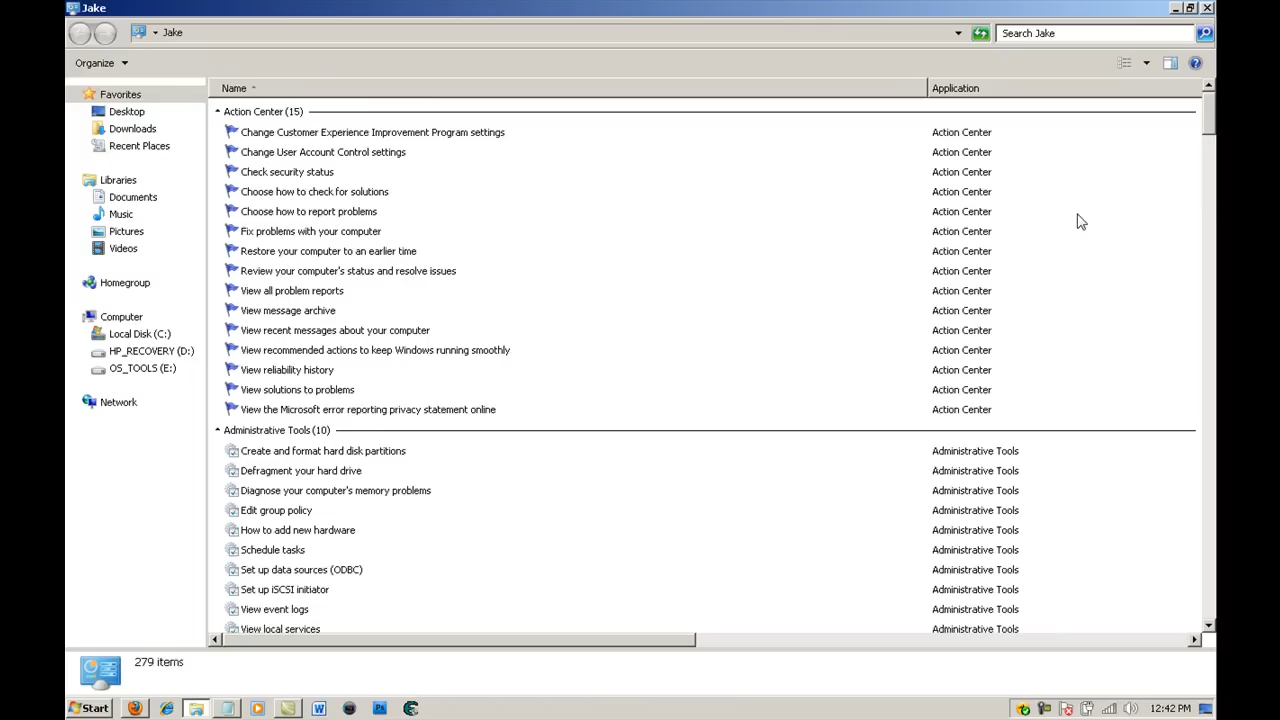 Jake
Jake
Search Jake
Organize
Name
Application
Favorites
Desktop
Downloads
Recent Places
Libraries
Documents
Music
Pictures
Videos
Homegroup
Computer
Local Disk (C:)
HP_RECOVERY (D:)
OS_TOOLS (E:)
Network
Action Center (15)
Change Customer Experience Improvement Program settings Action Center
Change User Account Control settings Action Center
Check security status Action Center
Choose how to check for solutions Action Center
Choose how to report problems Action Center
Fix problems with your computer Action Center
Restore your computer to an earlier time Action Center
Review your computer's status and resolve issues Action Center
View all problem reports Action Center
View message archive Action Center
View recent messages about your computer Action Center
View recommended actions to keep Windows running smoothly Action Center
View reliability history Action Center
View solutions to problems Action Center
View the Microsoft error reporting privacy statement online Action Center
Administrative Tools (10)
Create and format hard disk partitions Administrative Tools
Defragment your hard drive Administrative Tools
Diagnose your computer's memory problems Administrative Tools
Edit group policy Administrative Tools
How to add new hardware Administrative Tools
Schedule tasks Administrative Tools
Set up data sources (ODBC) Administrative Tools
Set up iSCSI initiator Administrative Tools
View event logs Administrative Tools
View local services Administrative Tools
279 items
Start
12:42 PM